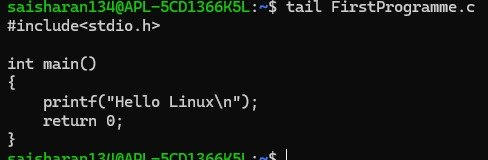 saisharan134@APL-5CD1366K5L:~$ tail FirstProgramme.c
#include<stdio.h>

int main()
{
    printf("Hello Linux\n");
    return 0;
}
saisharan134@APL-5CD1366K5L:~$